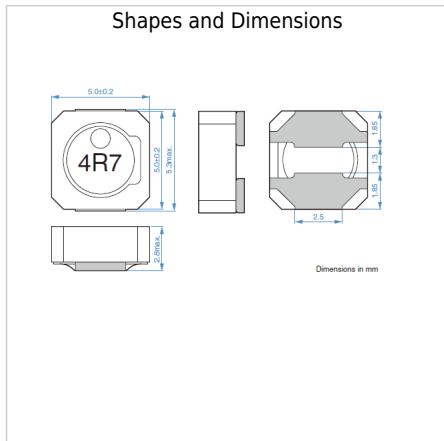 Shapes and Dimensions
5.0±0.2
4R7
5.0±0.2
5.3max.
1.85
1.3
1.85
2.5
2.8max.
Dimensions in mm